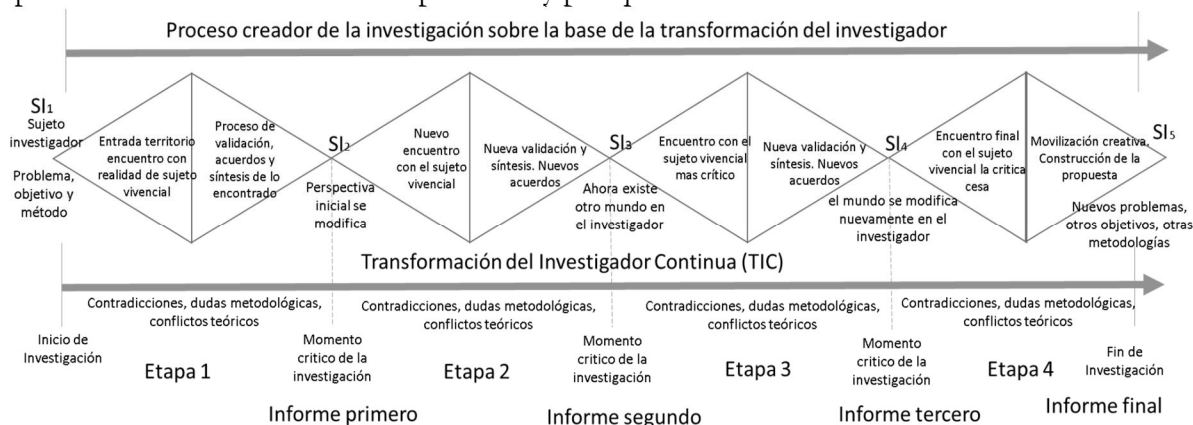 Proceso creador de la investigación sobre la base de la transformación del investigador
SI1
Sujeto
investigador
Problema,
objetivo y
método
Entrada territorio
encuentro con
realidad de sujeto
vivencial
Proceso de
validación,
acuerdos y
síntesis de lo
encontrado
SI2
Perspectiva
inicial se
modifica
Nuevo
encuentro
con el sujeto
vivencial
Nueva validación y
síntesis. Nuevos
acuerdos
SI3
Ahora existe
otro mundo en
el investigador
Encuentro con el
sujeto vivencial
mas crítico
Nueva validación y
síntesis. Nuevos
acuerdos
SI4
el mundo se modifica
nuevamente en el
investigador
Encuentro final
con el sujeto
vivencial la critica
cesa
Movilización creativa,
Construcción de la
propuesta
SI5
Nuevos problemas,
otros objetivos, otras
metodologías
Transformación del Investigador Continua (TIC)
Contradicciones, dudas metodológicas,
conflictos teóricos
Contradicciones, dudas metodológicas,
conflictos teóricos
Contradicciones, dudas metodológicas,
conflictos teóricos
Contradicciones, dudas metodológicas,
conflictos teóricos
Inicio de
Investigación
Etapa 1
Momento
critico de la
investigación
Etapa 2
Momento
critico de la
investigación
Etapa 3
Momento
critico de la
investigación
Etapa 4
Fin de
Investigación
Informe primero
Informe segundo
Informe tercero
Informe final